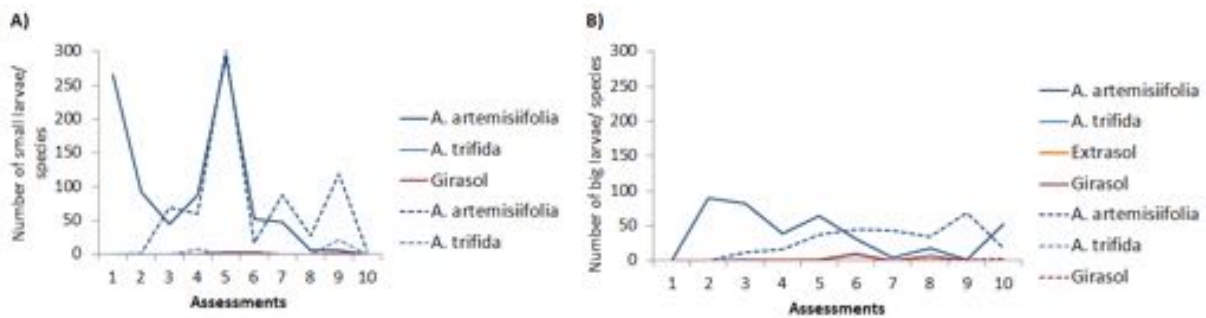 A)
Number of small larvae/
species
300
250
200
150
100
50
0
1 2 3 4 5 6 7 8 9 10
Assessments
A. artemisiifolia
A. trifida
Girasol
A. artemisiifolia
A. trifida
B)
Number of big larvae/ species
300
250
200
150
100
50
0
1 2 3 4 5 6 7 8 9 10
Assessments
A. artemisiifolia
A. trifida
Extrasol
Girasol
A. artemisiifolia
A. trifida
Girasol